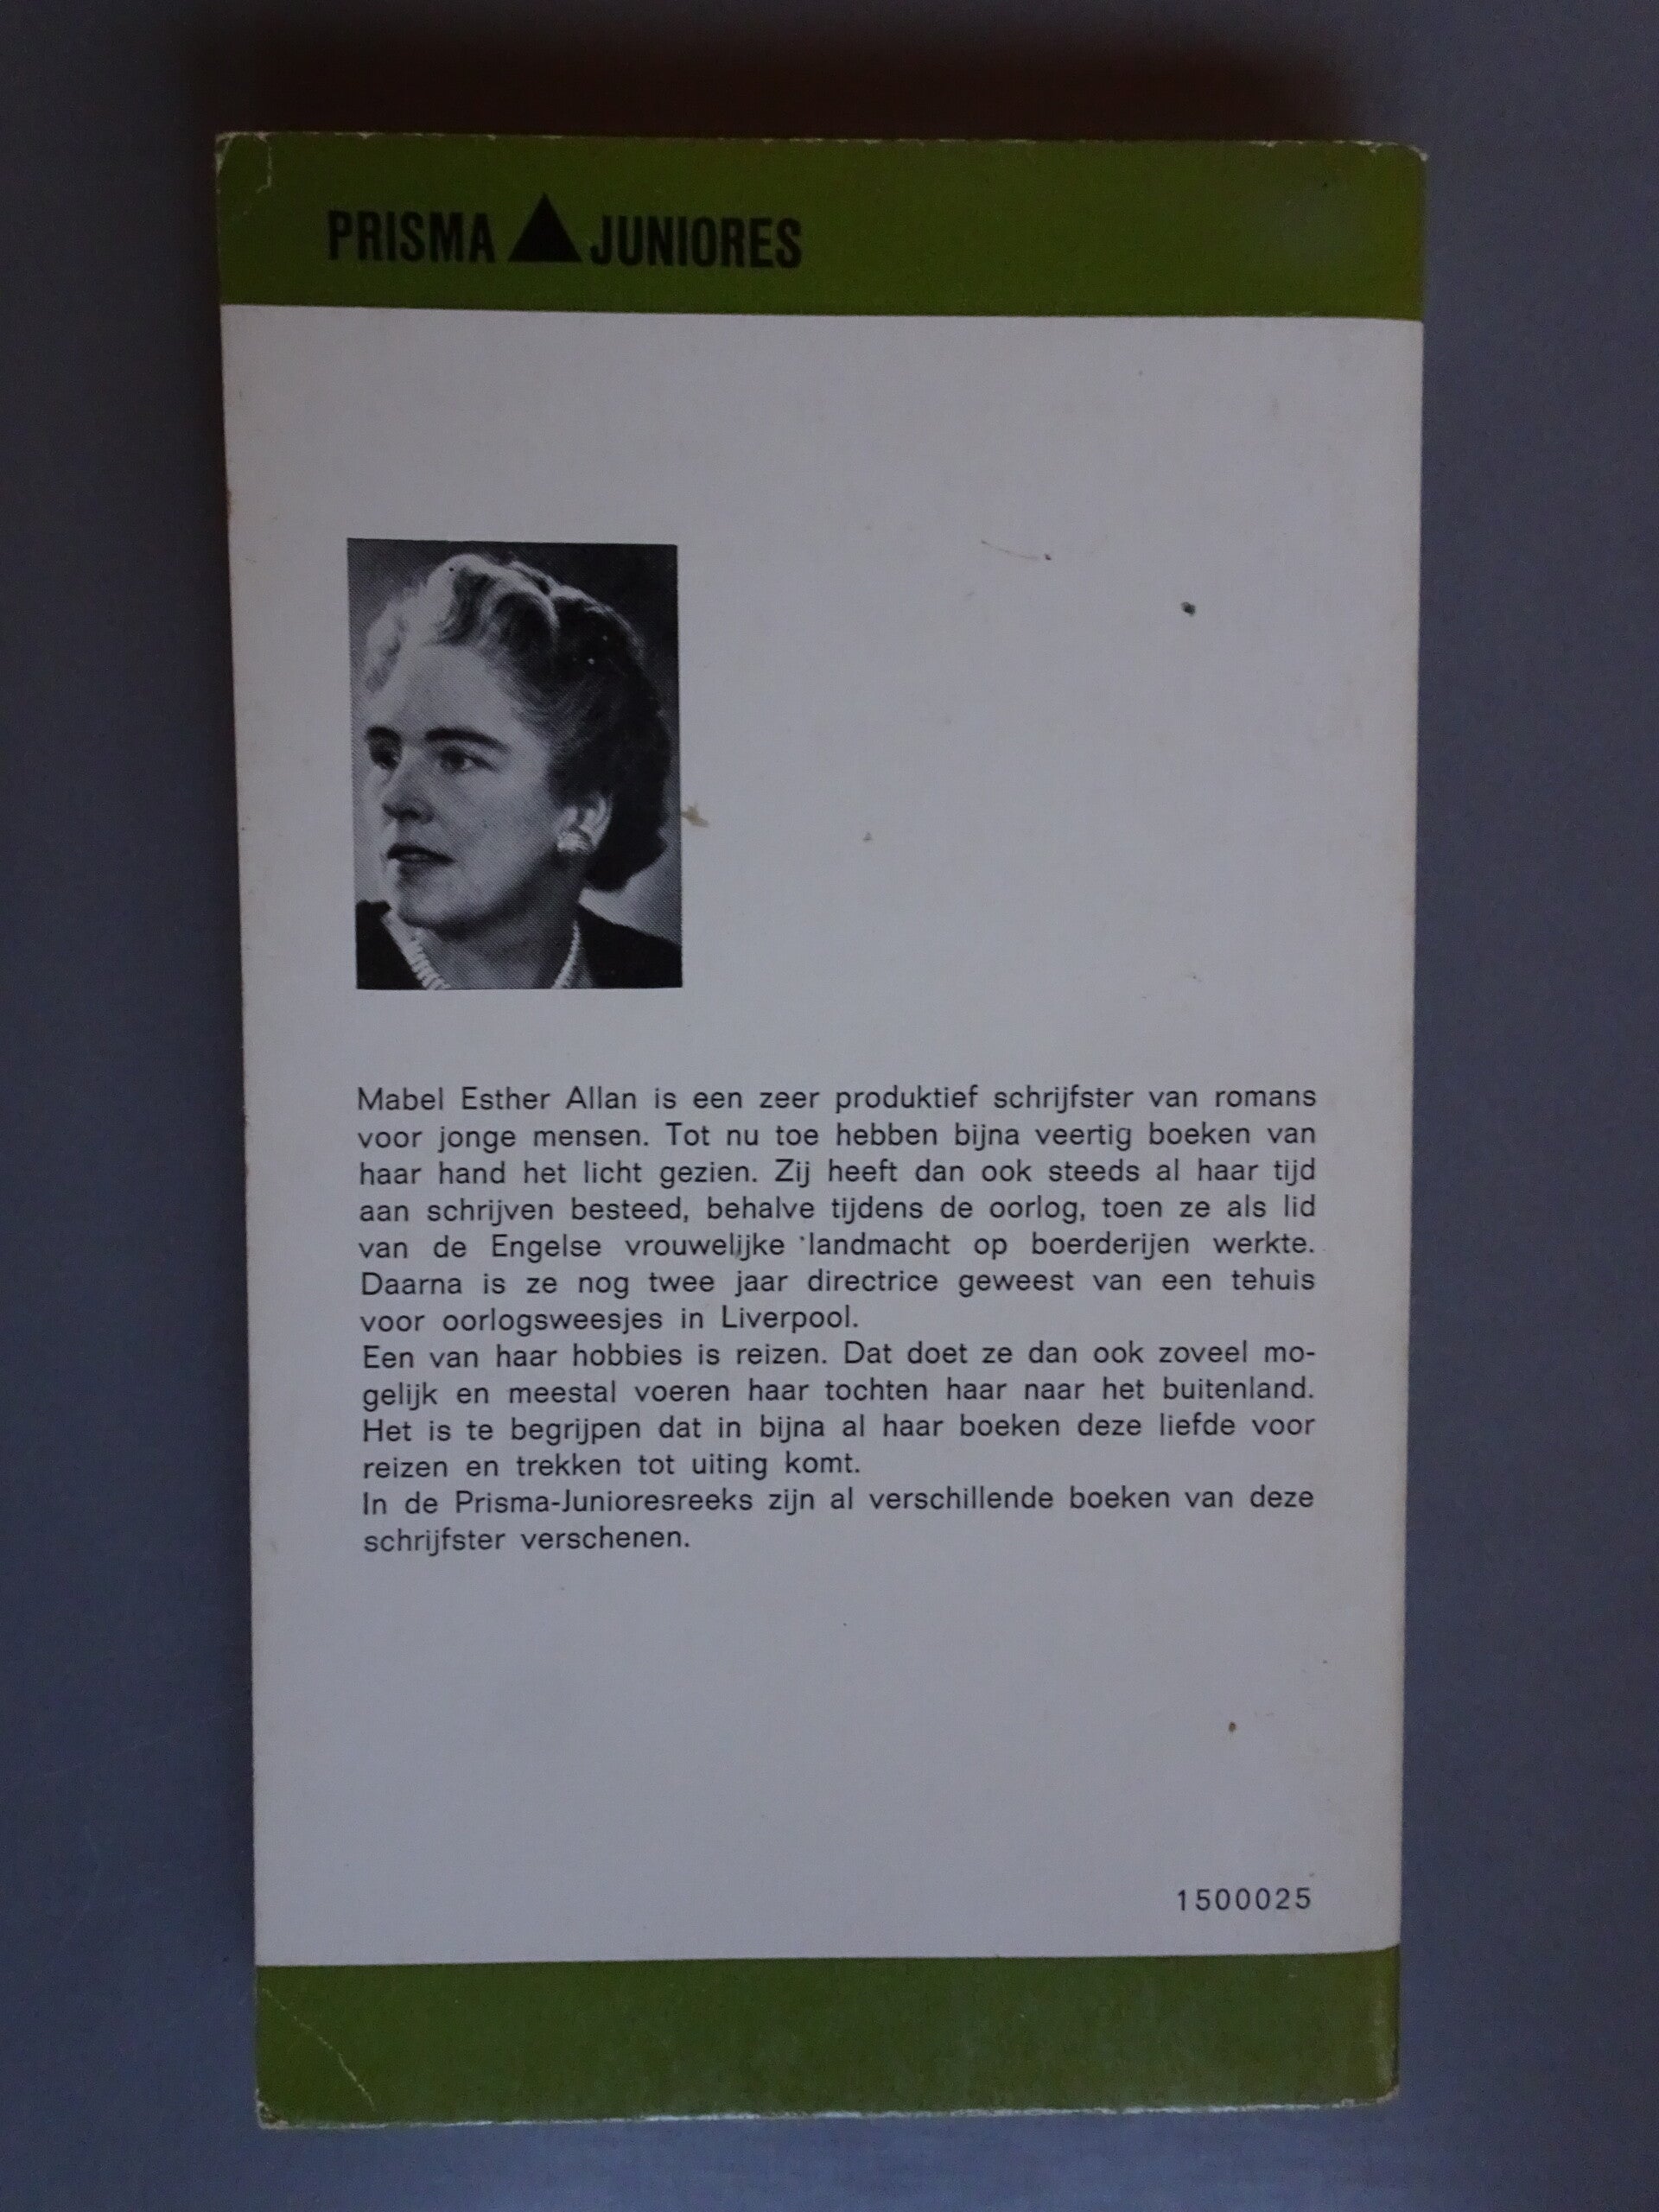 PRISMA JUNIORES
Mabel Esther Allan is een zeer produktief schrijfster van romans
voor jonge mensen. Tot nu toe hebben bijna veertig boeken van
haar hand het licht gezien. Zij heeft dan ook steeds al haar tijd
aan schrijven besteed, behalve tijdens de oorlog, toen ze als lid
van de Engelse vrouwelijke landmacht op boerderijen werkte.
Daarna is ze nog twee jaar directrice geweest van een tehuis
voor oorlogsweesjes in Liverpool.
Een van haar hobbies is reizen. Dat doet ze dan ook zoveel mo-
gelijk en meestal voeren haar tochten haar naar het buitenland.
Het is te begrijpen dat in bijna al haar boeken deze liefde voor
reizen en trekken tot uiting komt.
In de Prisma-Junioresreeks zijn al verschillende boeken van deze
schrijfster verschenen.
1500025